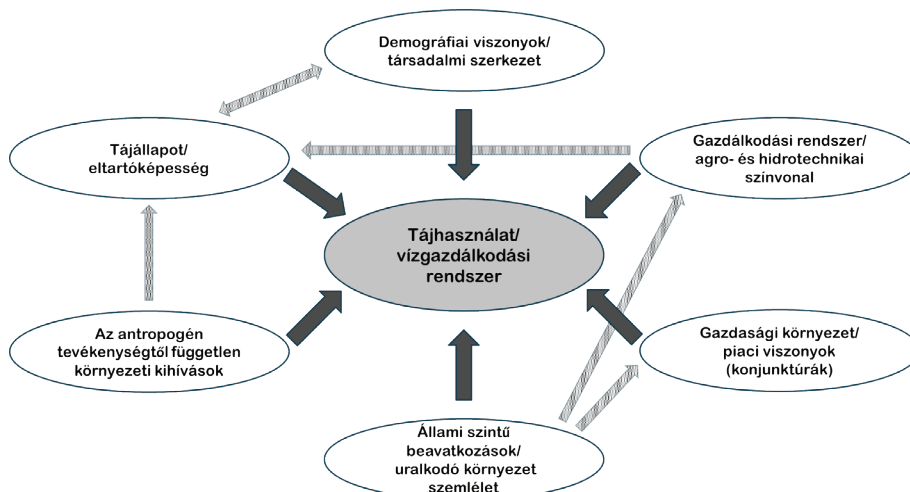 Demográfiai viszonyok/
társadalmi szerkezet
Tájállapot/
eltartóképesség
Gazdálkodási rendszer/
agro- és hidrotechnikai
színvonal
Tájhasználat/
vízgazdálkodási
rendszer
Az antropogén
tevékenységtől független
környezeti kihívások
Gazdasági környezet/
piaci viszonyok
(konjunktúrák)
Állami szintű
beavatkozások/
uralkodó környezet
szemlélet